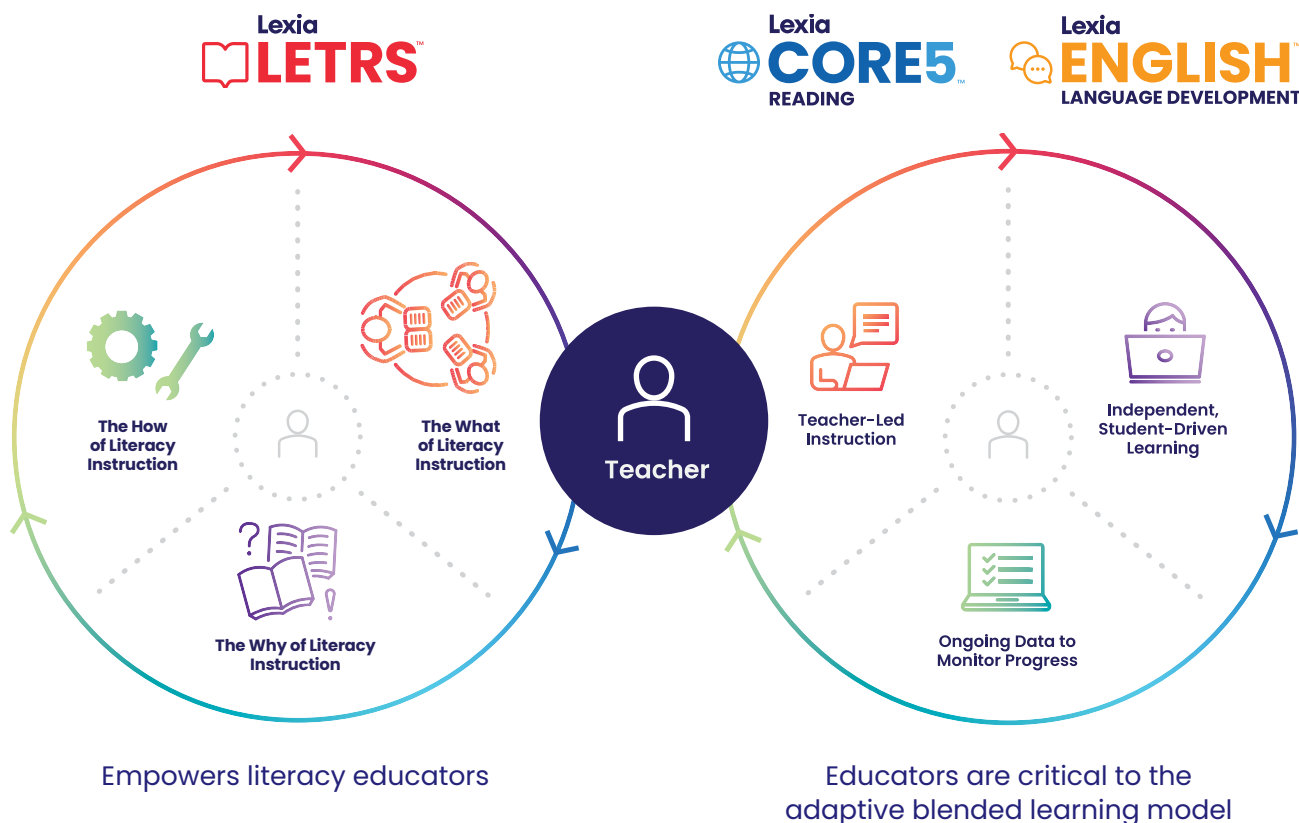 Lexia
LETRS™
Lexia
CORE5™
READING
Lexia
ENGLISH™
LANGUAGE DEVELOPMENT
The How
of Literacy
Instruction
The What
of Literacy
Instruction
The Why of Literacy
Instruction
Teacher
Teacher-Led
Instruction
Independent,
Student-Driven
Learning
Ongoing Data to
Monitor Progress
Empowers literacy educators
Educators are critical to the
adaptive blended learning model